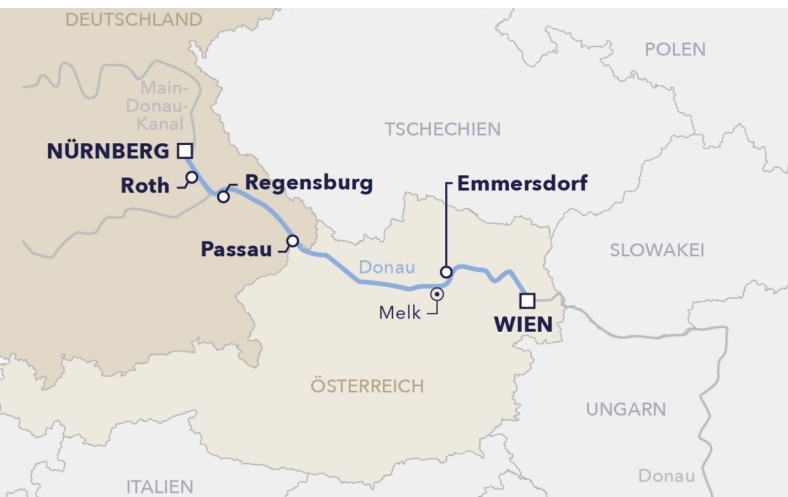 DEUTSCHLAND
POLEN
Main-
Donau-
Kanal
TSCHECHIEN
NÜRNBERG
Roth
Regensburg
Emmersdorf
Passau
SLOWAKEI
Donau
Melk
WIEN
ÖSTERREICH
UNGARN
Donau
ITALIEN